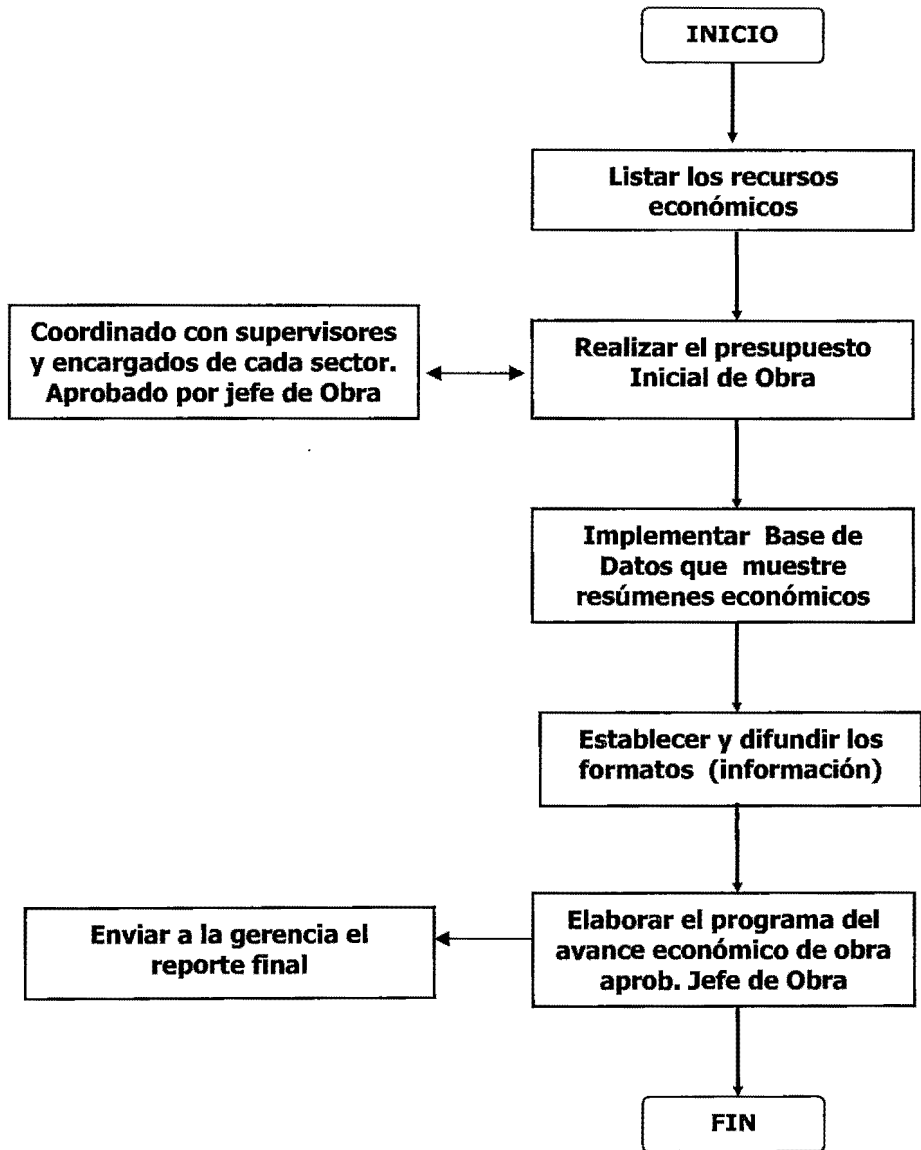 INICIO
Listar los recursos
económicos
Coordinado con supervisores
y encargados de cada sector.
Aprobado por jefe de Obra
Realizar el presupuesto
Inicial de Obra
Implementar Base de
Datos que muestre
resúmenes económicos
Establecer y difundir los
formatos (información)
Enviar a la gerencia el
reporte final
Elaborar el programa del
avance económico de obra
aprob. Jefe de Obra
FIN